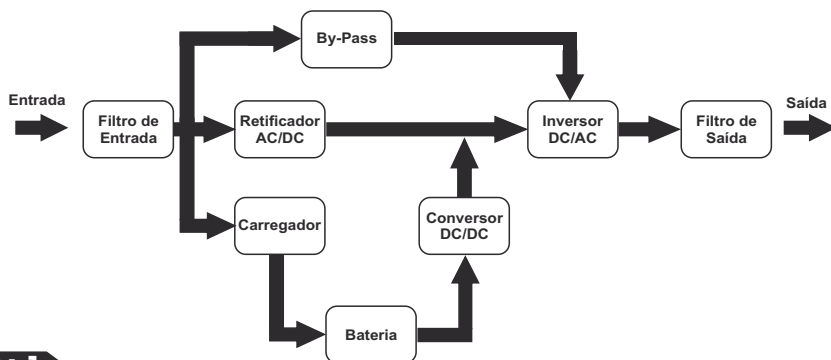 By-Pass
Entrada
Saída
Filtro de
Entrada
Retificador
AC/DC
Inversor
DC/AC
Filtro de
Saída
Carregador
Conversor
DC/DC
Bateria